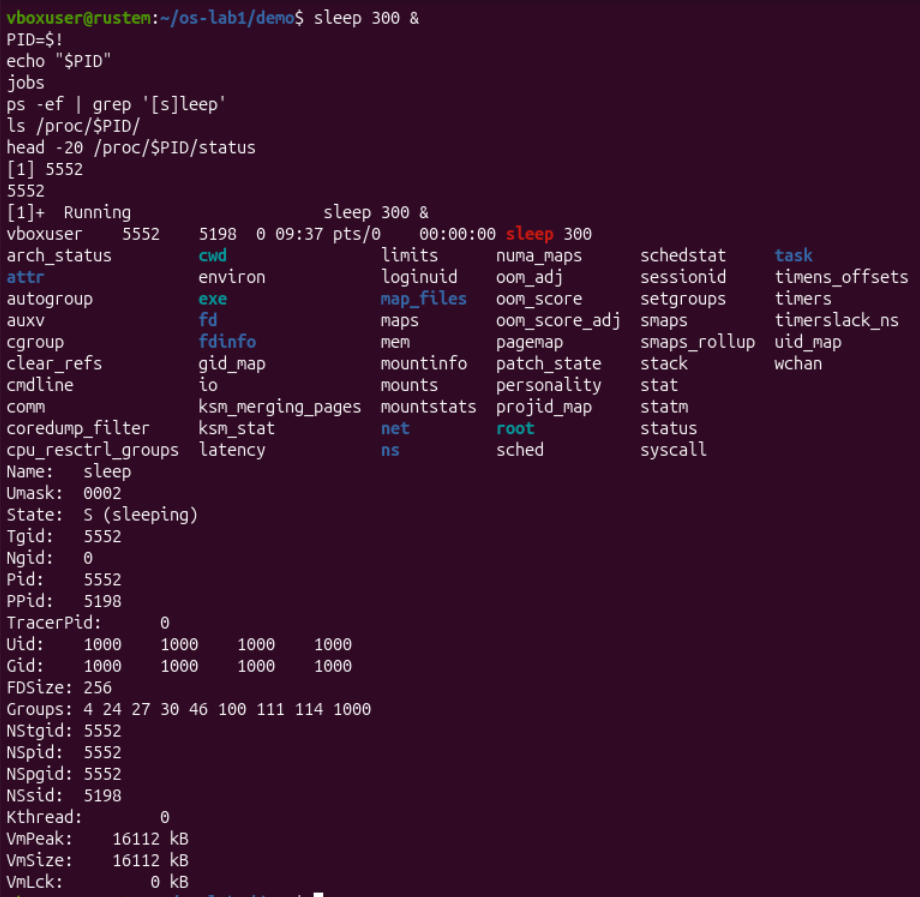 vboxuser@rustem:~/os-lab1/demo$ sleep 300 &
PID=$!
echo "$PID"
jobs
ps -ef | grep '[s]leep'
ls /proc/$PID/
head -20 /proc/$PID/status
[1] 5552
5552
[1]+  Running                 sleep 300 &
vboxuser    5552    5198  0 09:37 pts/0    00:00:00 sleep 300
arch_status         cwd                limits      numa_maps      schedstat     task
attr                environ            loginuid    oom_adj        sessionid     timens_offsets
autogroup           exe                map_files   oom_score      setgroups     timers
auxv                fd                 maps        oom_score_adj  smaps         timerslack_ns
cgroup              fdinfo             mem         pagemap        smaps_rollup  uid_map
clear_refs          gid_map            mountinfo   patch_state    stack         wchan
cmdline             io                 mounts      personality    stat
comm                ksm_merging_pages  mountstats  projid_map     statm
coredump_filter     ksm_stat           net         root           status
cpu_resctrl_groups  latency            ns          sched          syscall
Name:   sleep
Umask:  0002
State:  S (sleeping)
Tgid:   5552
Ngid:   0
Pid:    5552
PPid:   5198
TracerPid:      0
Uid:    1000    1000    1000    1000
Gid:    1000    1000    1000    1000
FDSize: 256
Groups: 4 24 27 30 46 100 111 114 1000
NStgid: 5552
NSpid:  5552
NSpgid: 5552
NSsid:  5198
Kthread:        0
VmPeak:    16112 kB
VmSize:    16112 kB
VmLck:         0 kB